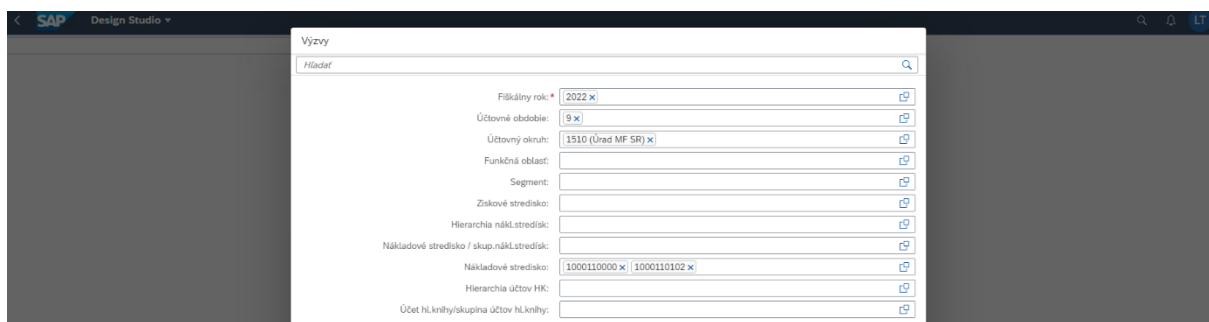 SAP Design Studio LT
Výzvy
Hľadať
Fiškálny rok:* 2022
Účtovné obdobie: 9
Účtovný okruh: 1510 (Úrad MF SR)
Funkčná oblasť:
Segment:
Ziskové stredisko:
Hierarchia nákl.stredísk:
Nákladové stredisko / skup.nákl.stredísk:
Nákladové stredisko: 1000110000 1000110102
Hierarchia účtov HK:
Účet hl.knihy/skupina účtov hl.knihy: